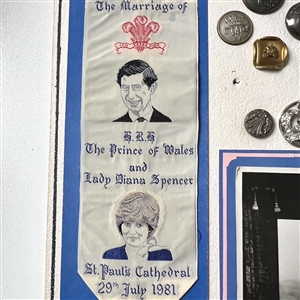 The Marriage of
H.R.H
The Prince of Wales
and
Lady Diana Spencer
St. Paul's Cathedral
29th July 1981